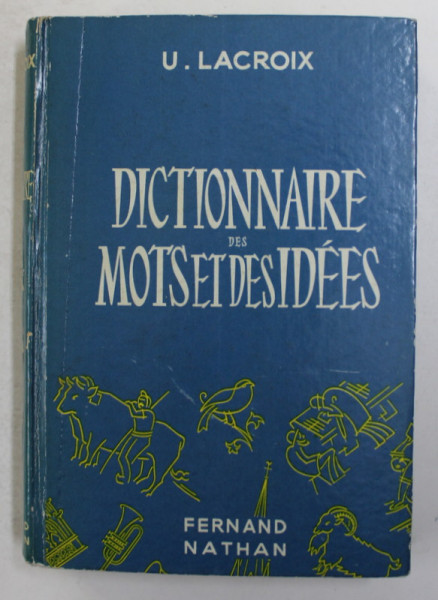 U. LACROIX
DICTIONNAIRE
DES
MOTS ET DES IDÉES
FERNAND
NATHAN